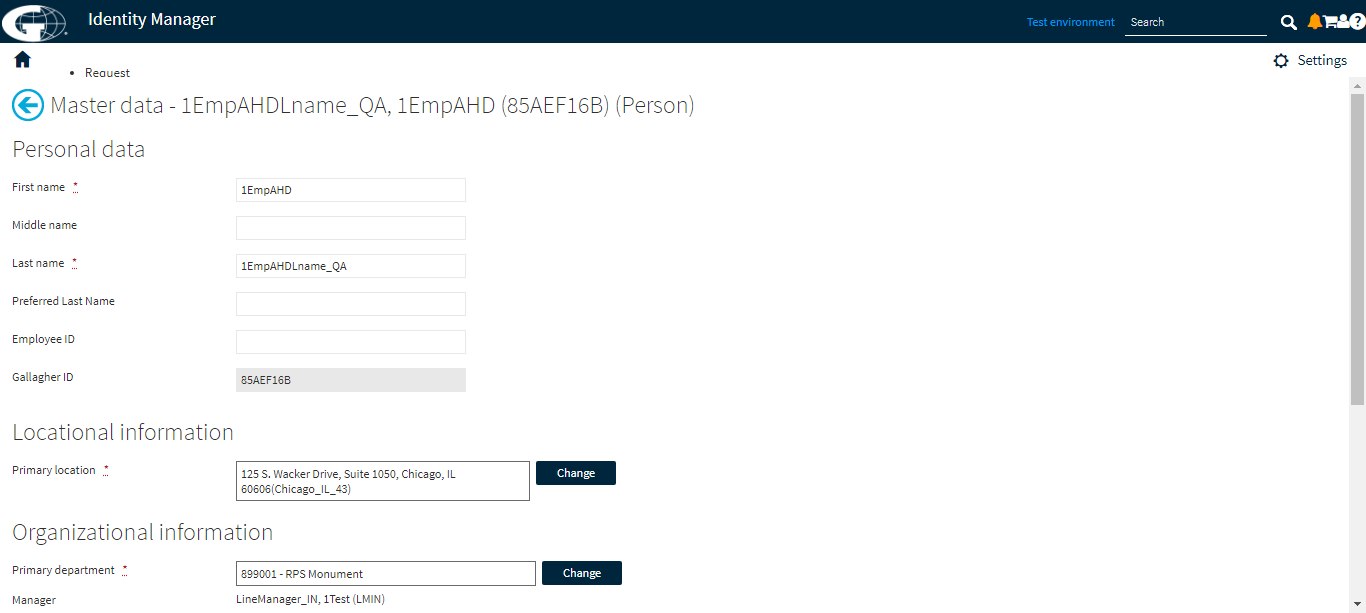 Identity Manager
Test environment
Search
Settings
Request
Master data - 1EmpAHDLname_QA, 1EmpAHD (85AEF16B) (Person)
Personal data
First name *
1EmpAHD
Middle name
Last name *
1EmpAHDLname_QA
Preferred Last Name
Employee ID
Gallagher ID
85AEF16B
Locational information
Primary location *
125 S. Wacker Drive, Suite 1050, Chicago, IL
60606(Chicago_IL_43)
Change
Organizational information
Primary department *
899001 - RPS Monument
Change
Manager
LineManager_IN, 1Test (LMIN)